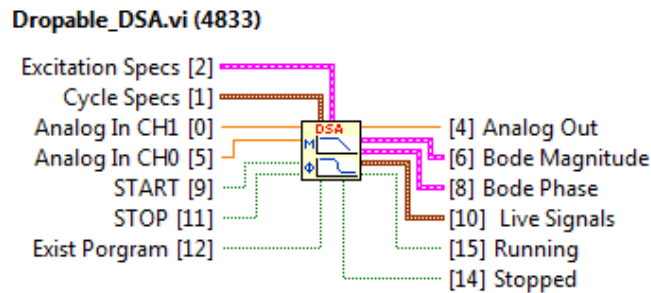 Dropable_DSA.vi (4833)
Excitation Specs [2]
Cycle Specs [1]
Analog In CH1 [0]
Analog In CH0 [5]
START [9]
STOP [11]
Exist Porgram [12]
DSA
M
Φ
[4] Analog Out
[6] Bode Magnitude
[8] Bode Phase
[10]  Live Signals
[15] Running
[14] Stopped